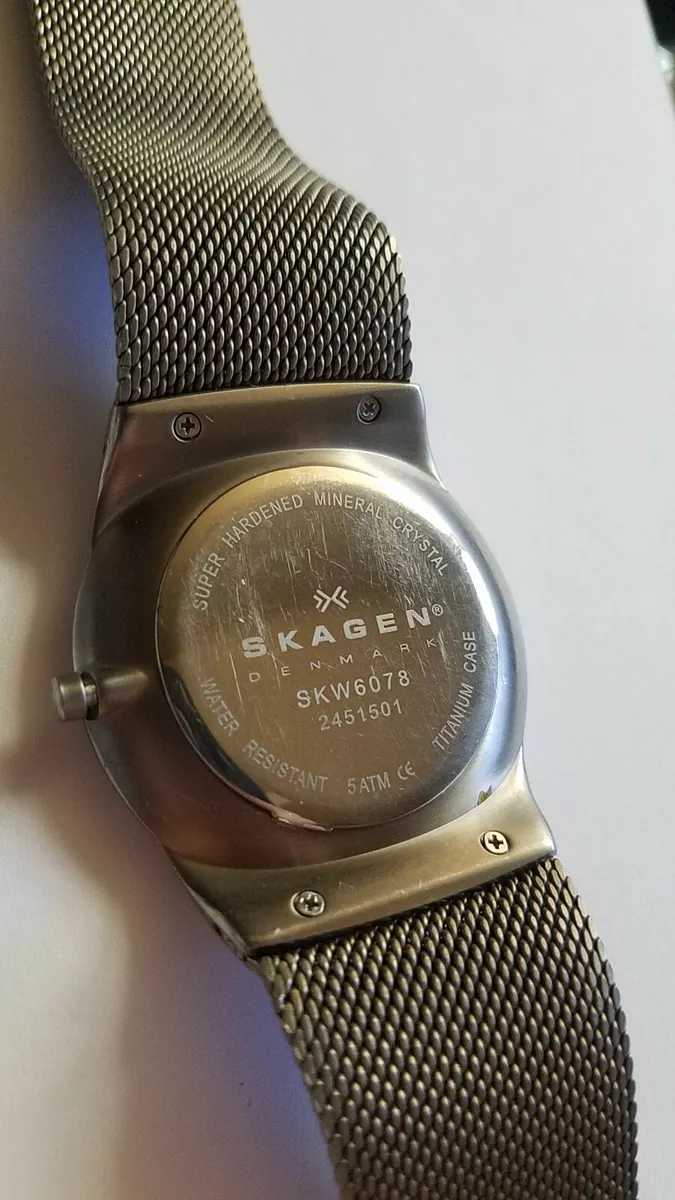 SUPER HARDENED MINERAL CRYSTAL
SKAGEN®
DENMARK
SKW6078
2451501
TITANIUM CASE
WATER RESISTANT 5ATM CE